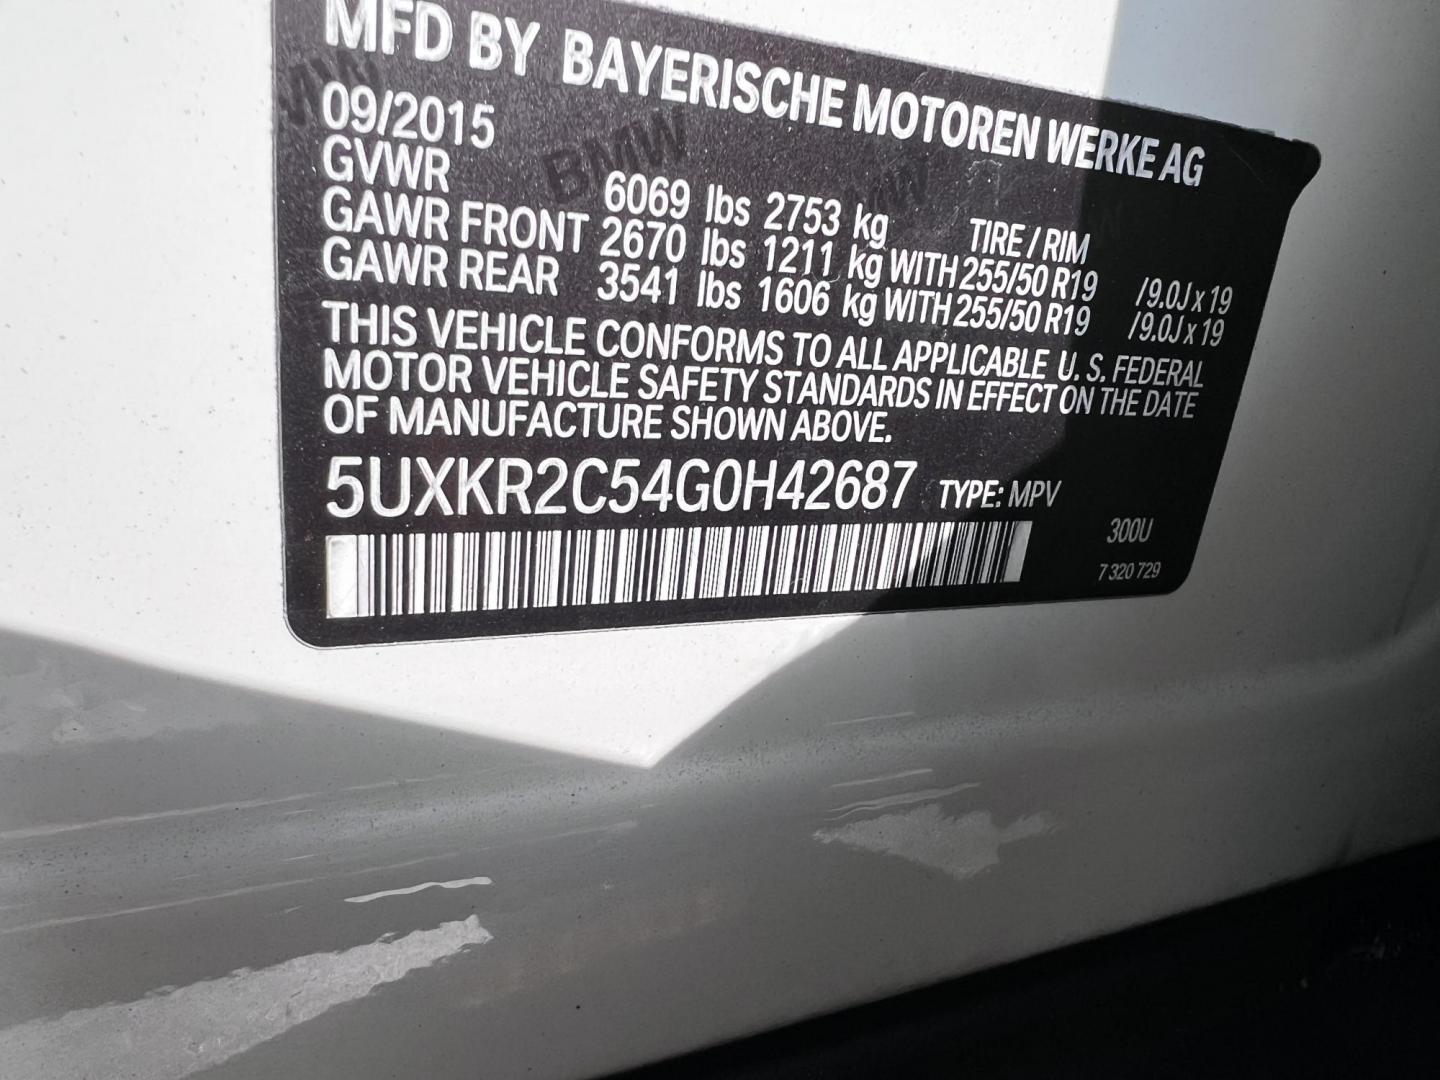 MFD BY BAYERISCHE MOTOREN WERKE AG
09/2015
GVWR 6069 lbs 2753 kg TIRE / RIM
GAWR FRONT 2670 lbs 1211 kg WITH 255/50 R19 / 9.0J x 19
GAWR REAR 3541 lbs 1606 kg WITH 255/50 R19 / 9.0J x 19
THIS VEHICLE CONFORMS TO ALL APPLICABLE U. S. FEDERAL
MOTOR VEHICLE SAFETY STANDARDS IN EFFECT ON THE DATE
OF MANUFACTURE SHOWN ABOVE.
5UXKR2C54G0H42687 TYPE: MPV
300U
7 320 729
BMW